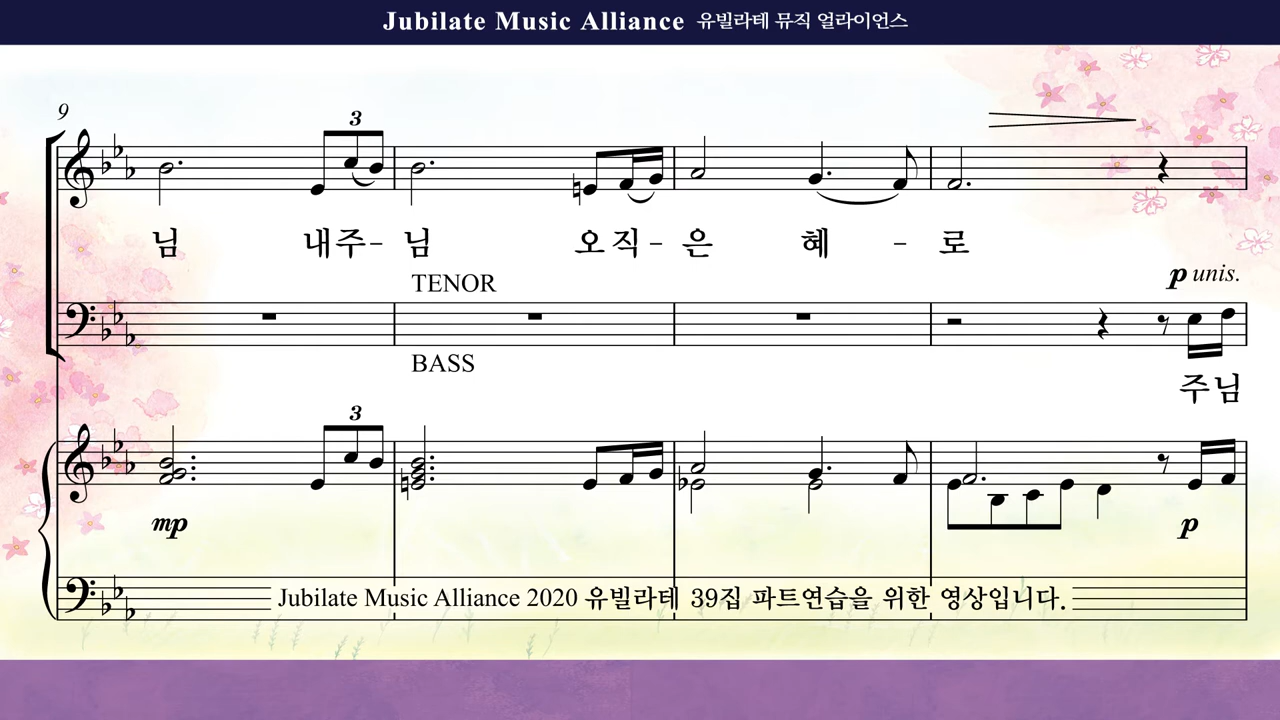 Jubilate Music Alliance 유빌라테 뮤직 얼라이언스
9
3
님 내주- 님 오직- 은 혜 - 로
TENOR
p unis.
BASS
주님
3
mp
p
Jubilate Music Alliance 2020 유빌라테 39집 파트연습을 위한 영상입니다.